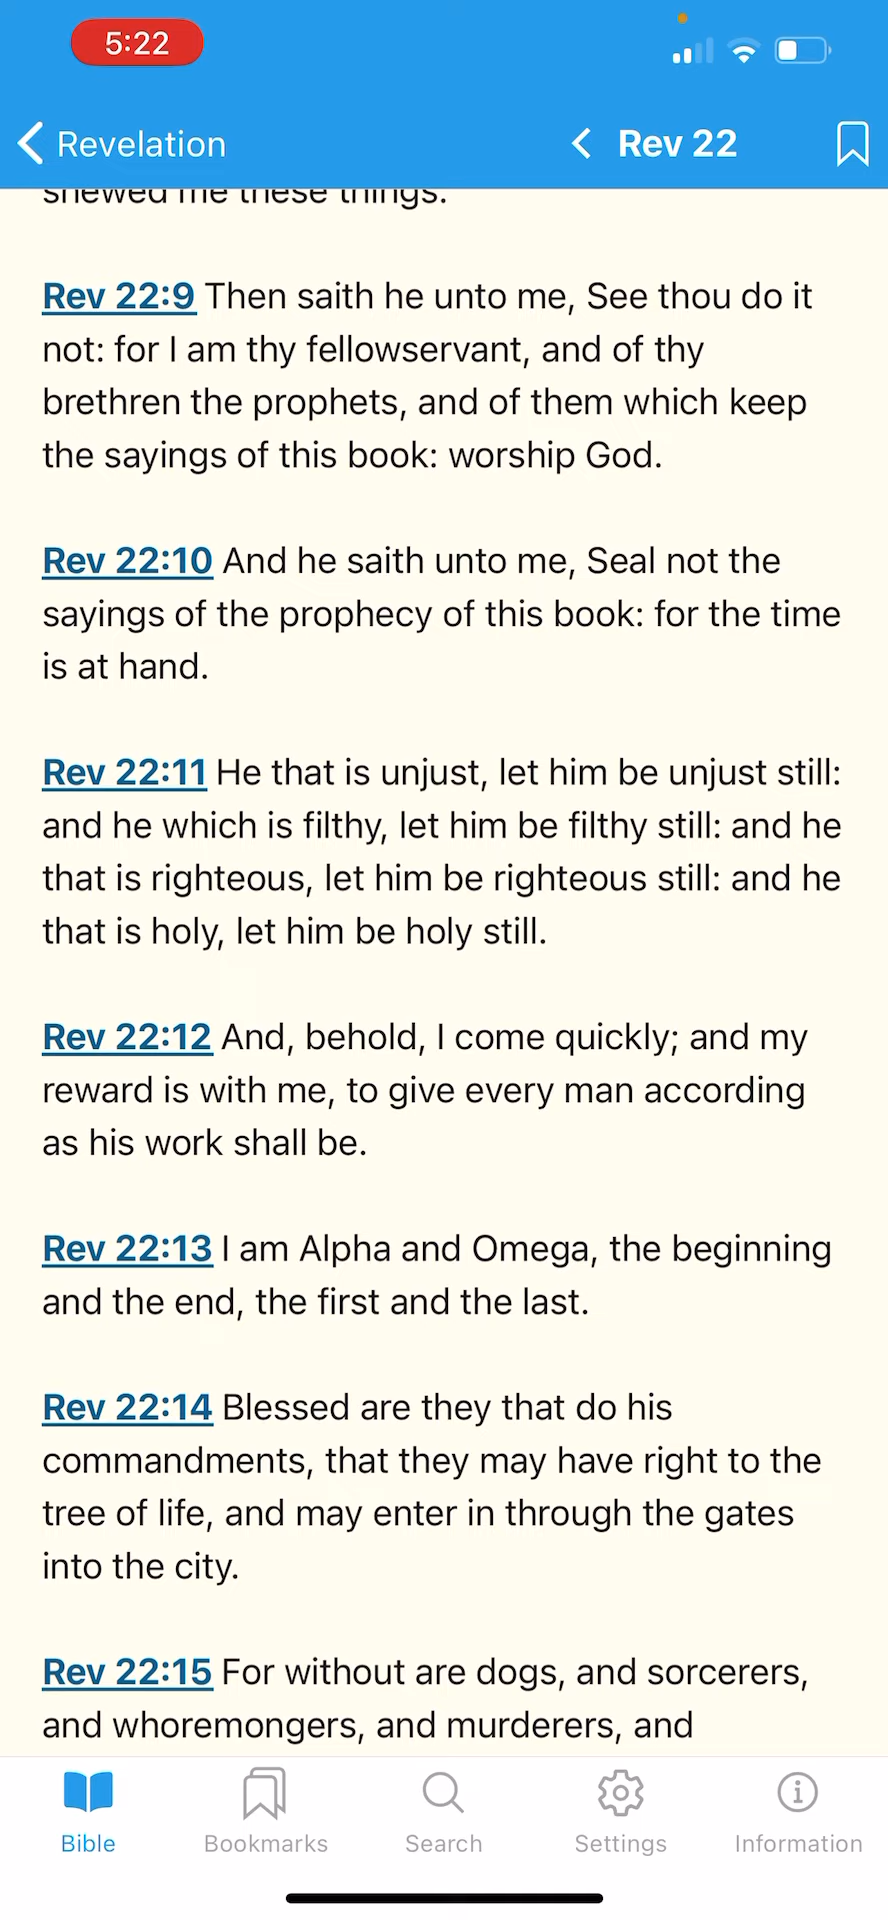 5:22
Revelation
Rev 22
shewed me these things.
Rev 22:9 Then saith he unto me, See thou do it
not: for I am thy fellowservant, and of thy
brethren the prophets, and of them which keep
the sayings of this book: worship God.
Rev 22:10 And he saith unto me, Seal not the
sayings of the prophecy of this book: for the time
is at hand.
Rev 22:11 He that is unjust, let him be unjust still:
and he which is filthy, let him be filthy still: and he
that is righteous, let him be righteous still: and he
that is holy, let him be holy still.
Rev 22:12 And, behold, I come quickly; and my
reward is with me, to give every man according
as his work shall be.
Rev 22:13 I am Alpha and Omega, the beginning
and the end, the first and the last.
Rev 22:14 Blessed are they that do his
commandments, that they may have right to the
tree of life, and may enter in through the gates
into the city.
Rev 22:15 For without are dogs, and sorcerers,
and whoremongers, and murderers, and
Bible
Bookmarks
Search
Settings
Information